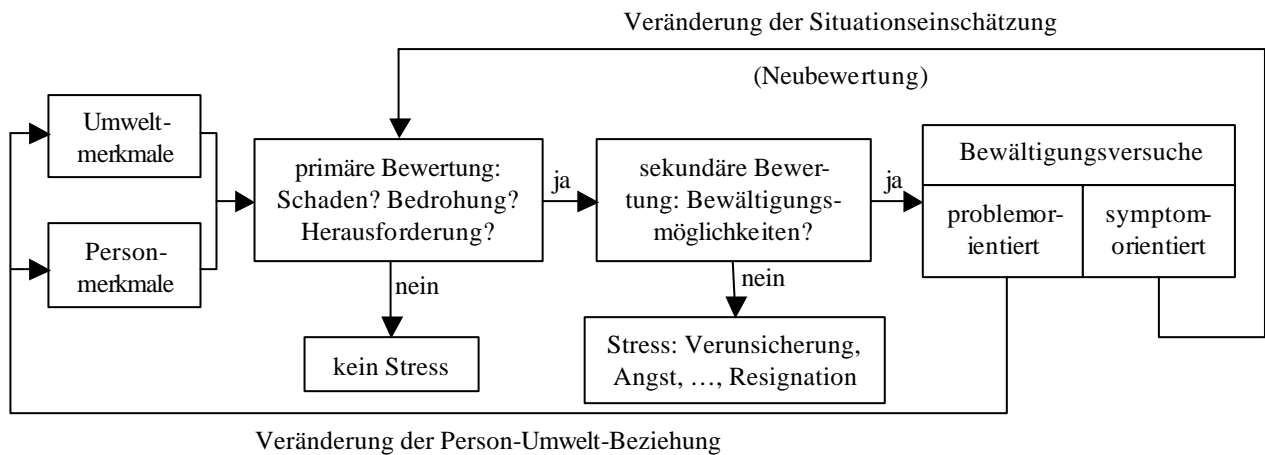 Veränderung der Situationseinschätzung
(Neubewertung)
Umwelt-
merkmale
Person-
merkmale
primäre Bewertung:
Schaden? Bedrohung?
Herausforderung?
ja
nein
kein Stress
sekundäre Bewer-
tung: Bewältigungs-
möglichkeiten?
ja
nein
Stress: Verunsicherung,
Angst, …, Resignation
Bewältigungsversuche
problemor-
ientiert
symptom-
orientiert
Veränderung der Person-Umwelt-Beziehung